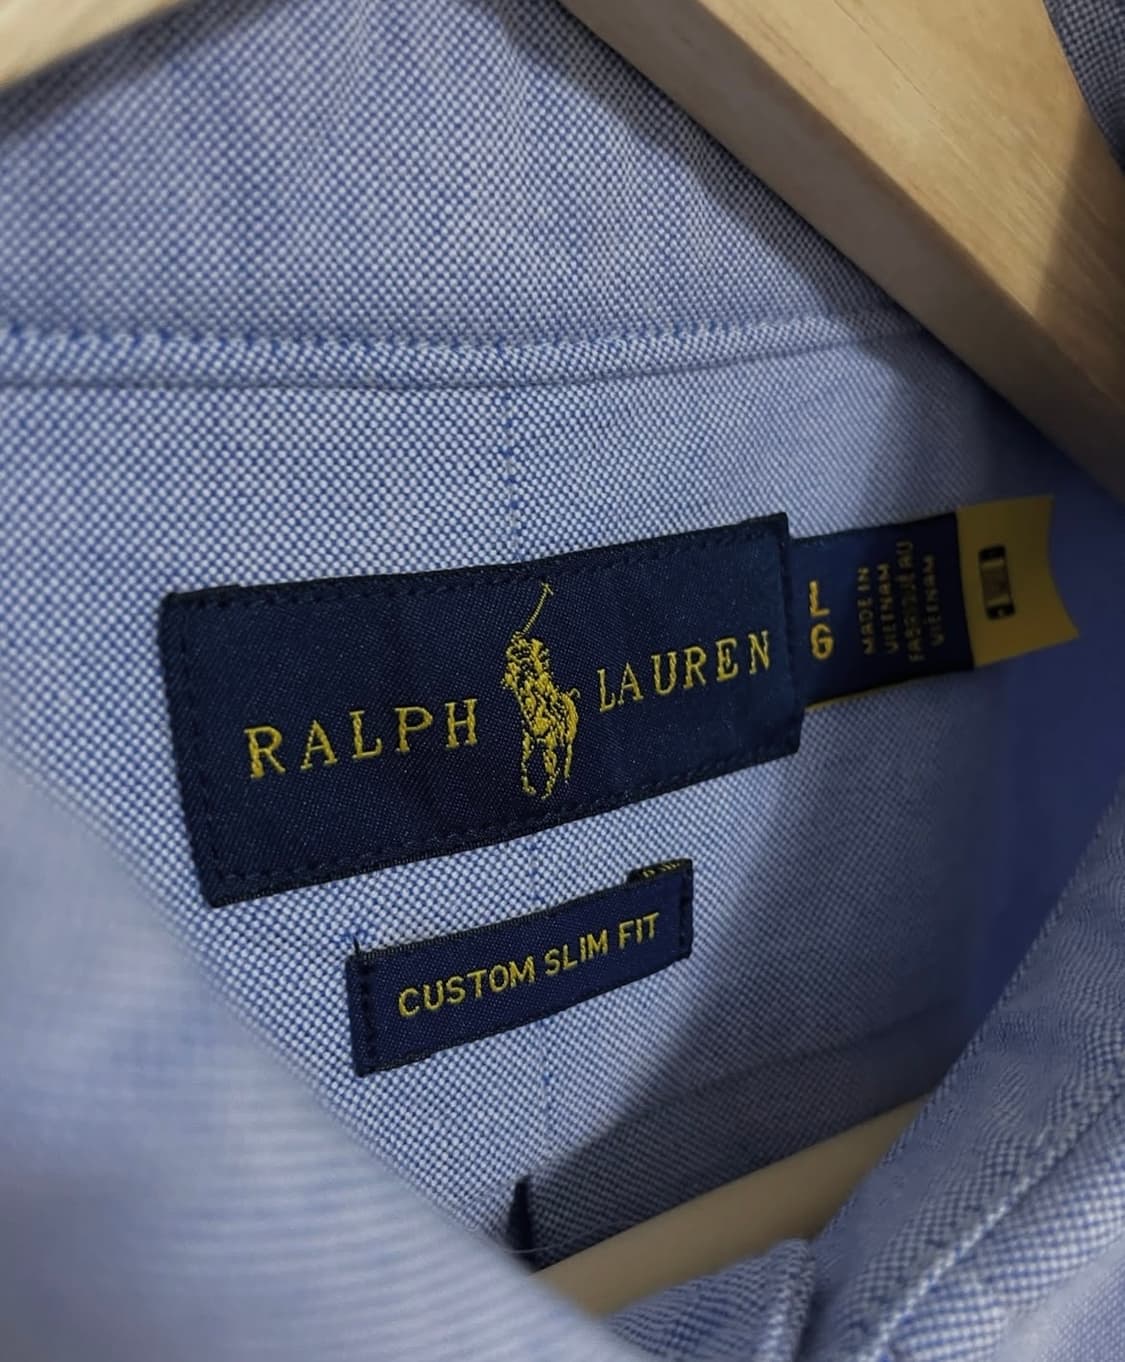 RALPH LAUREN
L
G
MADE IN
VIETNAM
FABRIQUÉ AU
VIETNAM
CUSTOM SLIM FIT